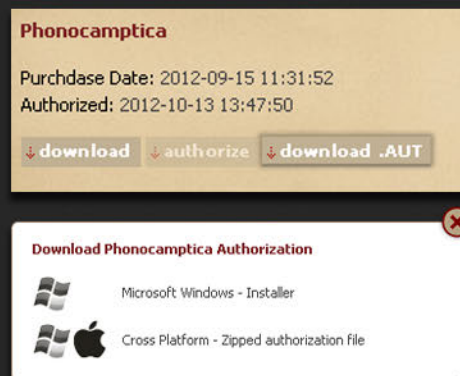 Phonocamptica
Purchdase Date: 2012-09-15 11:31:52
Authorized: 2012-10-13 13:47:50
download authorize download .AUT
Download Phonocamptica Authorization
Microsoft Windows - Installer
Cross Platform - Zipped authorization file